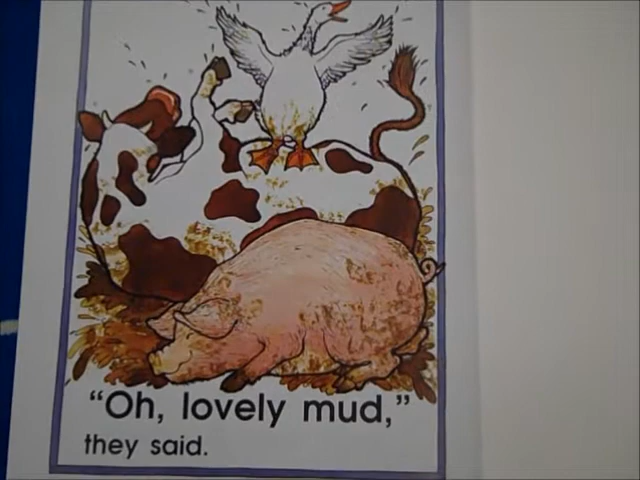 “Oh, lovely mud,”
they said.